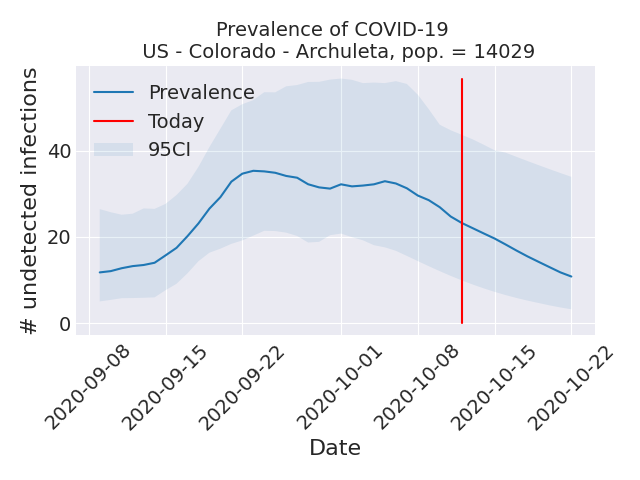 Prevalence of COVID-19
US - Colorado - Archuleta, pop. = 14029
# undetected infections
40
20
0
Prevalence
Today
95CI
2020-09-08
2020-09-15
2020-09-22
2020-10-01
2020-10-08
2020-10-15
2020-10-22
Date